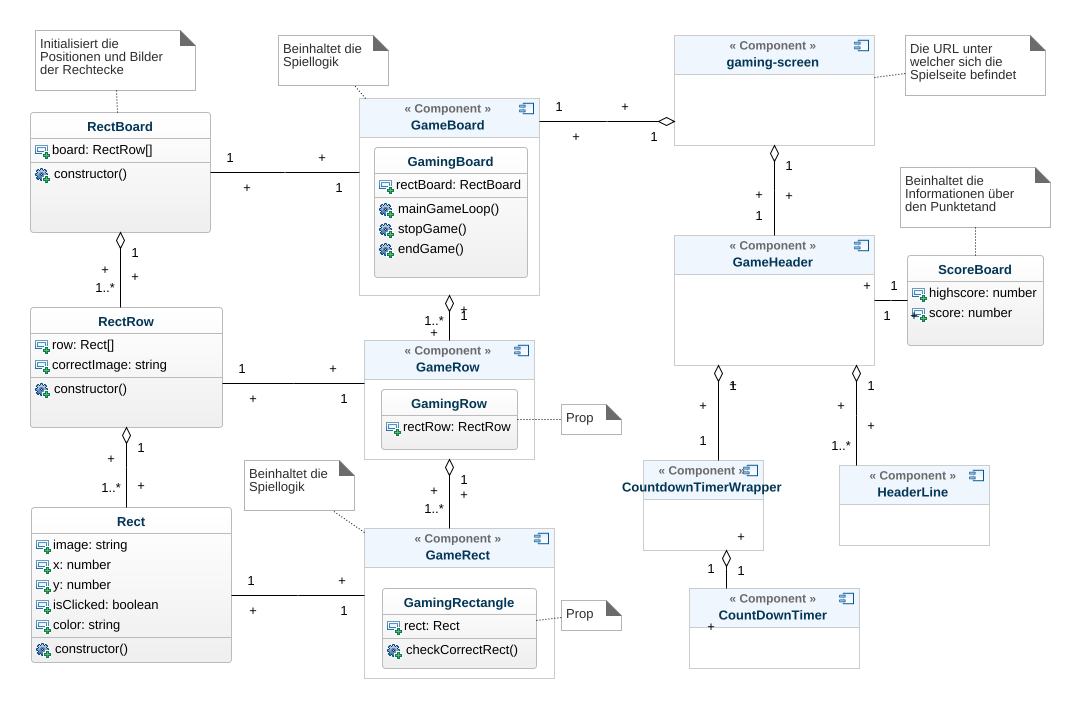 Initialisiert die
Positionen und Bilder
der Rechtecke
RectBoard
board: RectRow[]
constructor()
1
+
+
1
Beinhaltet die
Spiellogik
« Component »
GameBoard
GamingBoard
rectBoard: RectBoard
mainGameLoop()
stopGame()
endGame()
1
+
+
1
« Component »
gaming-screen
Die URL unter
welcher sich die
Spielseite befindet
1
+
+
1
Beinhaltet die
Informationen über
den Punktetand
« Component »
GameHeader
+
1
1
+
ScoreBoard
highscore: number
score: number
1
+
+
1..*
RectRow
row: Rect[]
correctImage: string
constructor()
1
+
+
1
1..*
+
1
+
« Component »
GameRow
GamingRow
rectRow: RectRow
Prop
1
+
+
1
1
+
+
1..*
« Component »
CountdownTimerWrapper
+
« Component »
HeaderLine
1
+
+
1..*
Beinhaltet die
Spiellogik
1
+
+
1..*
Rect
image: string
x: number
y: number
isClicked: boolean
color: string
constructor()
1
+
+
1
« Component »
GameRect
GamingRectangle
rect: Rect
checkCorrectRect()
Prop
1
1
« Component »
CountDownTimer
+